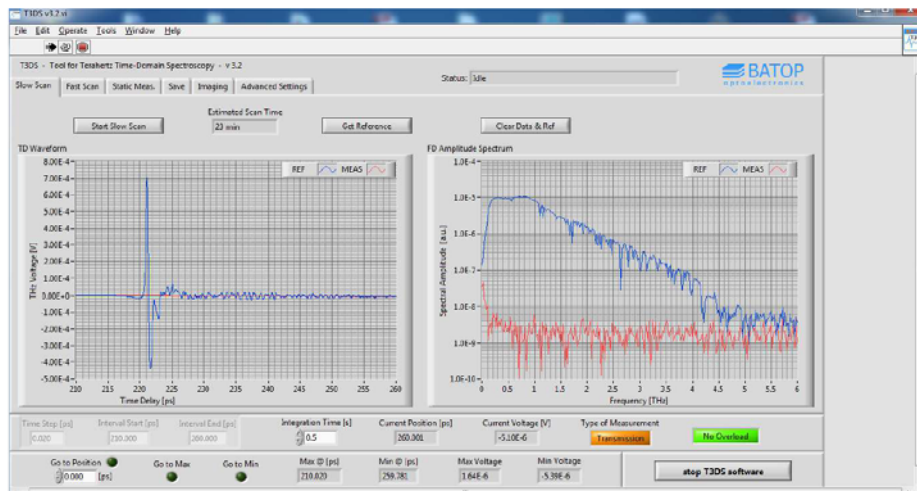 T3DS v3.2.vi
File Edit Operate Tools Window Help
T3DS - Tool for Terahertz Time-Domain Spectroscopy - v 3.2
Status: Idle
BATOP
optoelectronics
Slow Scan Fast Scan Static Meas. Save Imaging Advanced Settings
Estimated Scan Time
Start Slow Scan 23 min Get Reference Clear Data & Ref
TD Waveform
REF MEAS
8.00E-4
7.00E-4
6.00E-4
5.00E-4
4.00E-4
3.00E-4
2.00E-4
1.00E-4
0.00E+0
-1.00E-4
-2.00E-4
-3.00E-4
-4.00E-4
-5.00E-4
THz Voltage [V]
210 215 220 225 230 235 240 245 250 255 260
Time Delay [ps]
FD Amplitude Spectrum
REF MEAS
1.0E-4
1.0E-5
1.0E-6
1.0E-7
1.0E-8
1.0E-9
1.0E-10
Spectral Amplitude [a.u.]
0 0.5 1 1.5 2 2.5 3 3.5 4 4.5 5 5.5 6
Frequency [THz]
Time Step [ps] Interval Start [ps] Interval End [ps] Integration Time [s] Current Position [ps] Current Voltage [V] Type of Measurement
0.020 210.000 260.000 0.5 260.001 -5.10E-6 Transmission No Overload
Go to Position Go to Max Go to Min Max @ [ps] Min @ [ps] Max Voltage Min Voltage
0.000 [ps] 210.020 259.781 1.64E-6 -5.39E-6 stop T3DS software